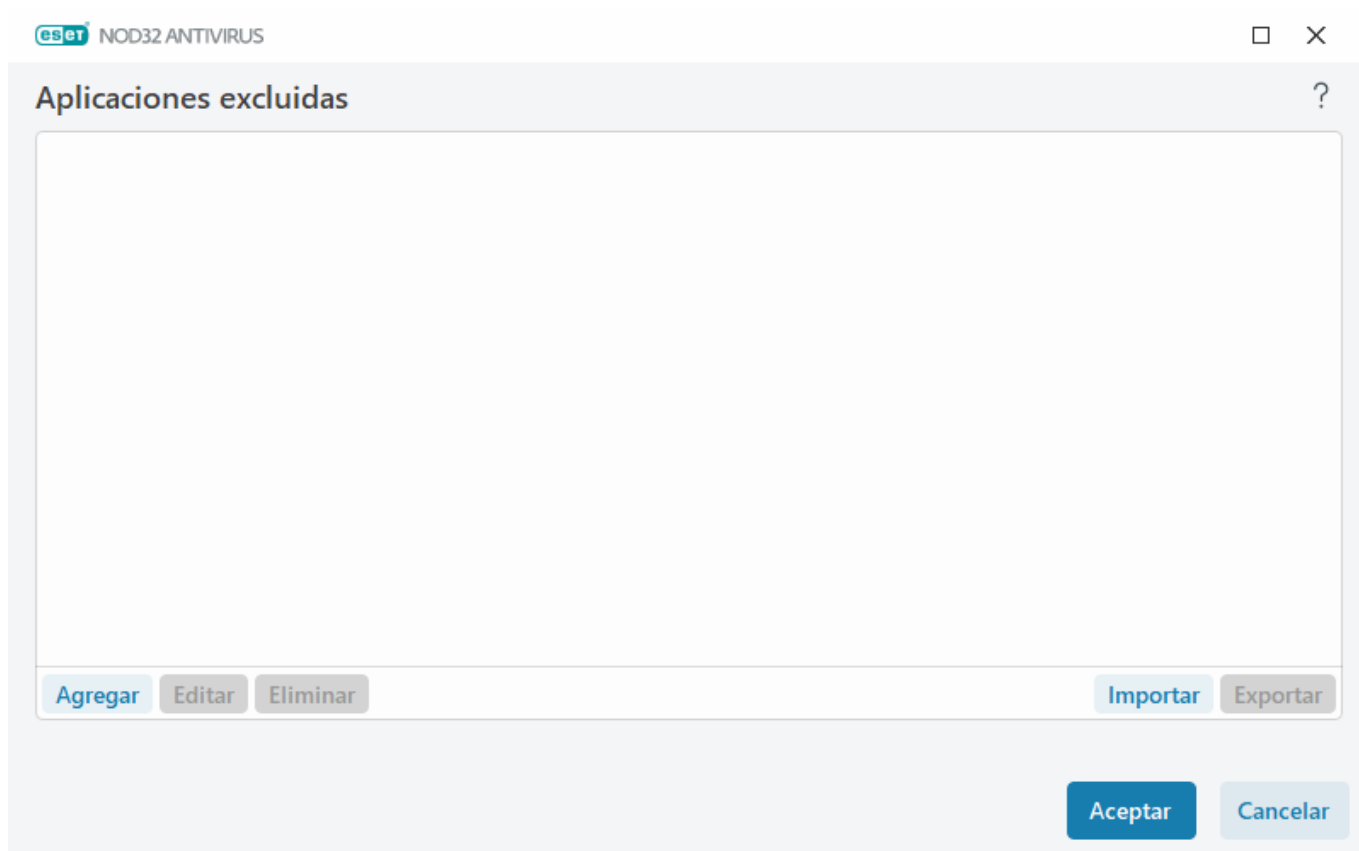 eset NOD32 ANTIVIRUS
Aplicaciones excluidas ?
Agregar Editar Eliminar Importar Exportar
Aceptar Cancelar